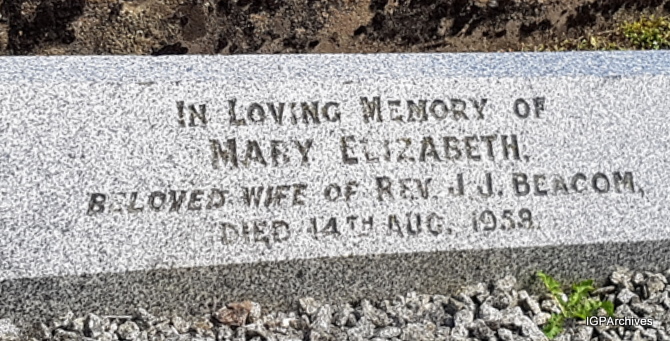 IN LOVING MEMORY OF
MARY ELIZABETH,
BELOVED WIFE OF REV. J.J. BEACOM,
DIED 14TH AUG. 1958.
IGPArchives